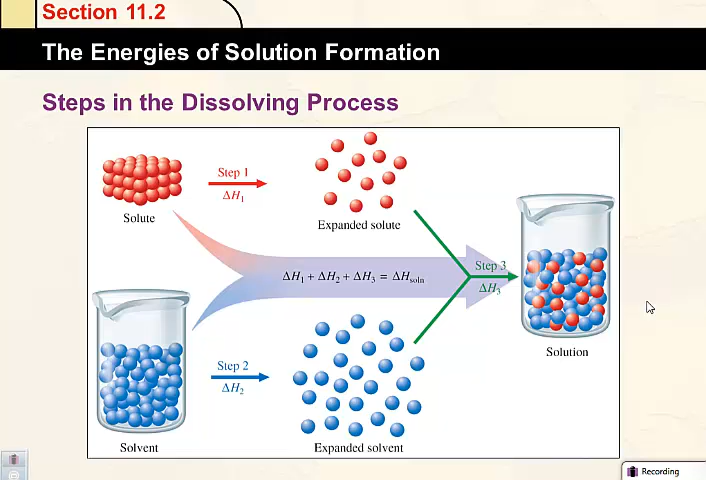 Section 11.2
The Energies of Solution Formation
Steps in the Dissolving Process
Step 1
ΔH₁
Solute
Expanded solute
ΔH₁ + ΔH₂ + ΔH₃ = ΔHsoln
Step 3
ΔH₃
Solution
Step 2
ΔH₂
Solvent
Expanded solvent
Recording